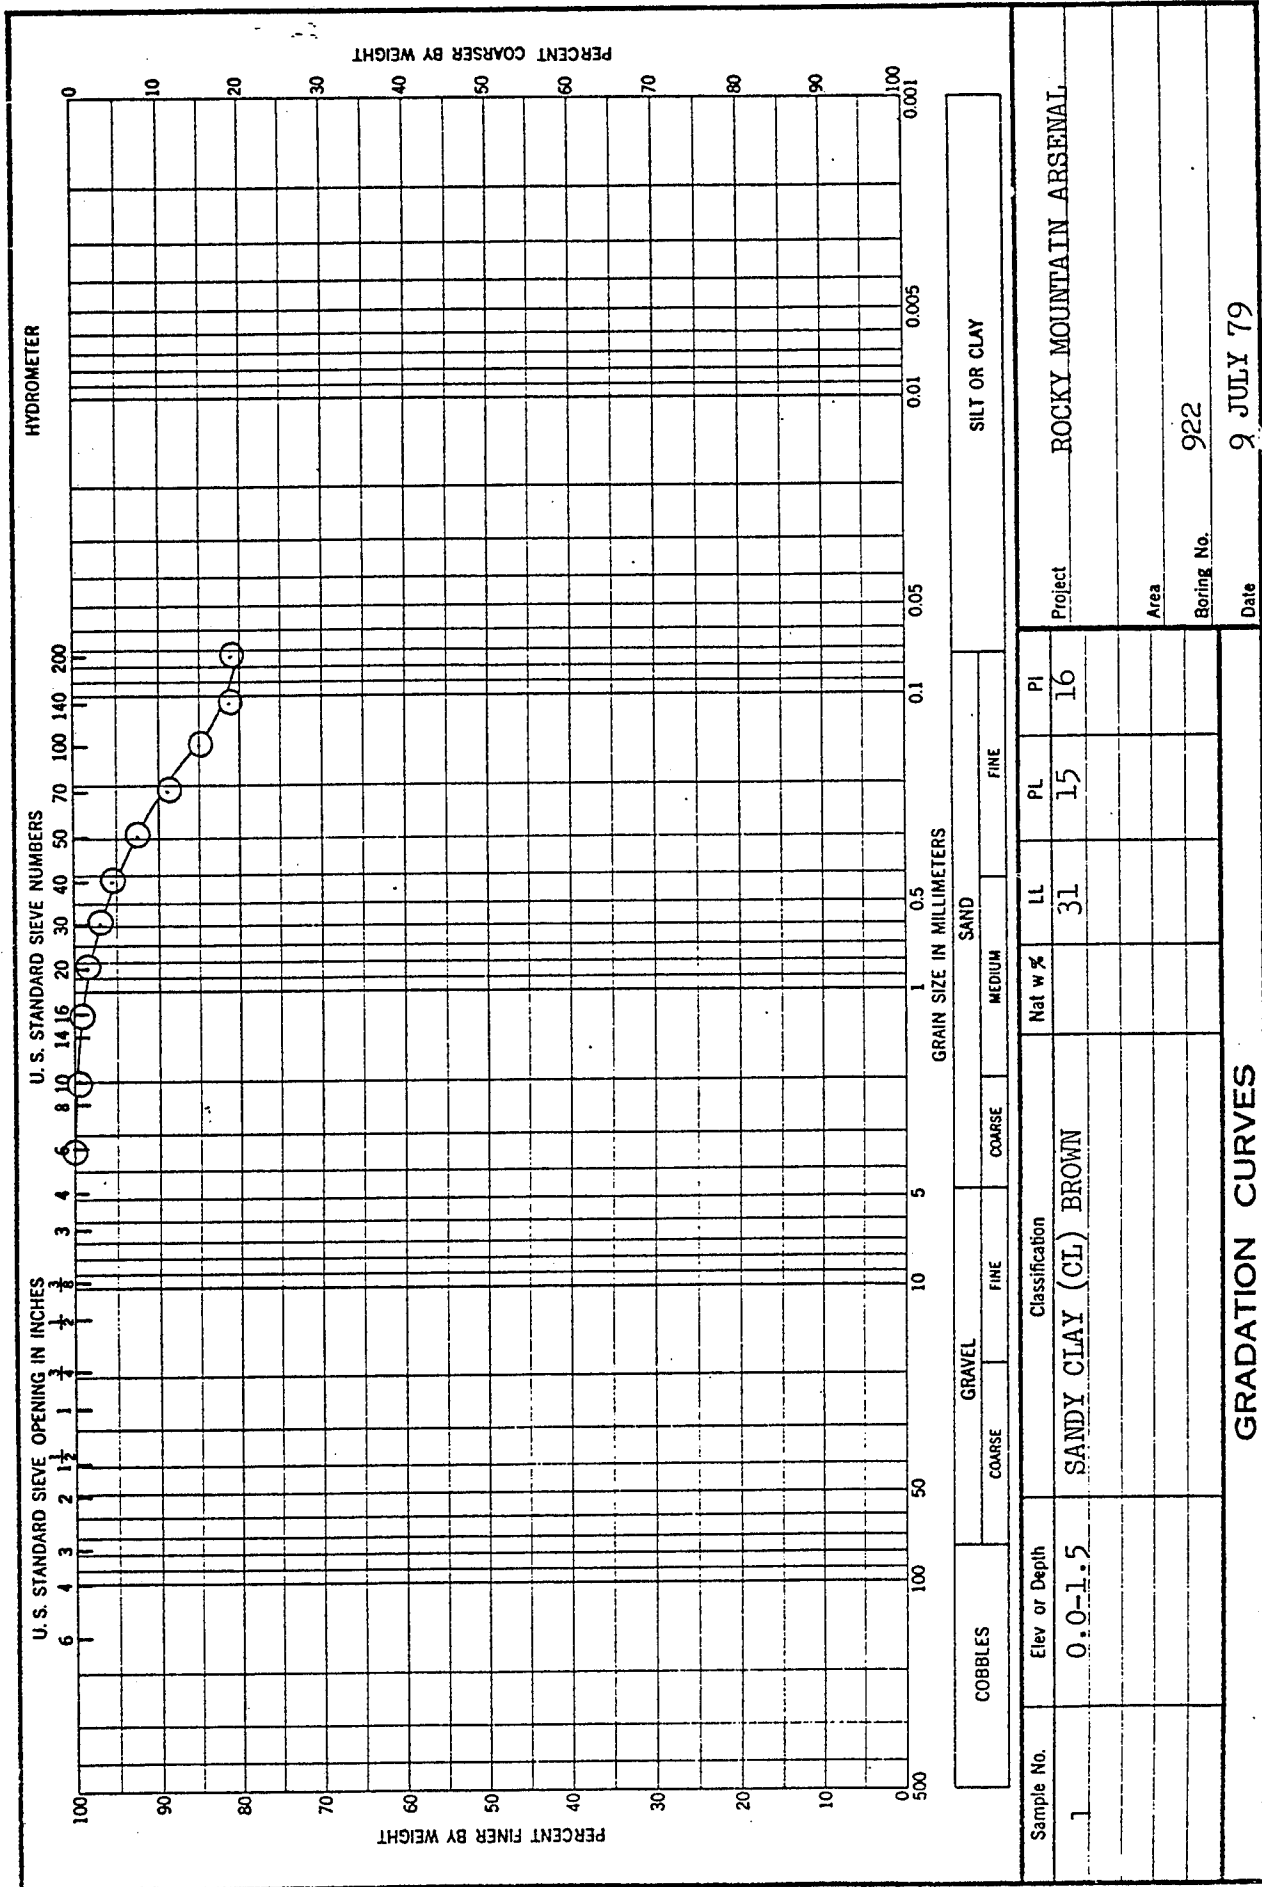 U. S. STANDARD SIEVE OPENING IN INCHES
U. S. STANDARD SIEVE NUMBERS
HYDROMETER
6 4 3 2 1½ 1 ¾ ½ ⅜ 3 4 6 8 10 14 16 20 30 40 50 70 100 140 200
PERCENT FINER BY WEIGHT
100
90
80
70
60
50
40
30
20
10
0
PERCENT COARSER BY WEIGHT
0
10
20
30
40
50
60
70
80
90
100
500 100 50 10 5 1 0.5 0.1 0.05 0.01 0.005 0.001
GRAIN SIZE IN MILLIMETERS
COBBLES
GRAVEL
COARSE
FINE
SAND
COARSE
MEDIUM
FINE
SILT OR CLAY
Sample No. Elev or Depth Classification Nat w % LL PL PI
1 0.0-1.5 SANDY CLAY (CL) BROWN 31 15 16
Project ROCKY MOUNTAIN ARSENAL
Area
Boring No. 922
Date 9 JULY 79
GRADATION CURVES